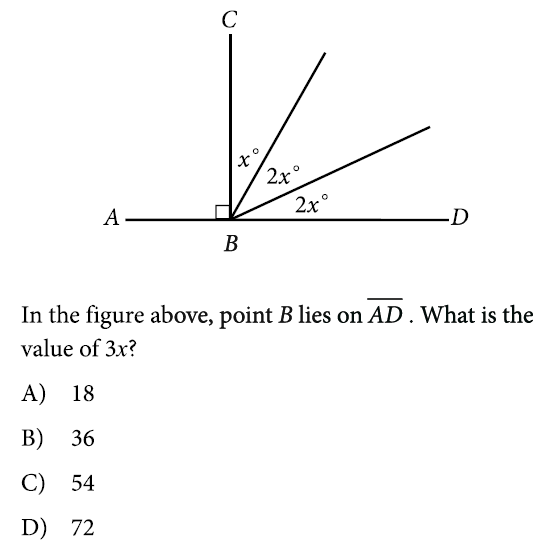 C
x°
2x°
2x°
A
D
B
In the figure above, point B lies on AD . What is the
value of 3x?
A) 18
B) 36
C) 54
D) 72